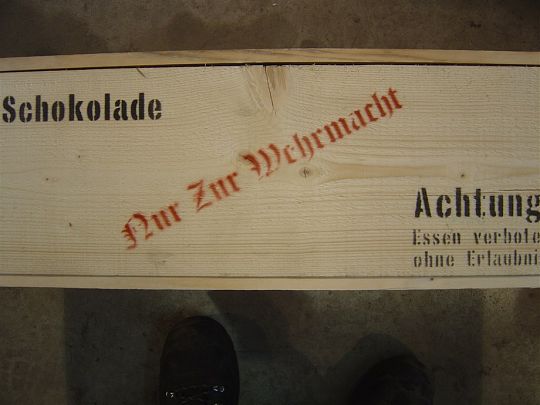 Schokolade
Nur Zur Wehrmacht
Achtung
Essen verbote
ohne Erlaubni